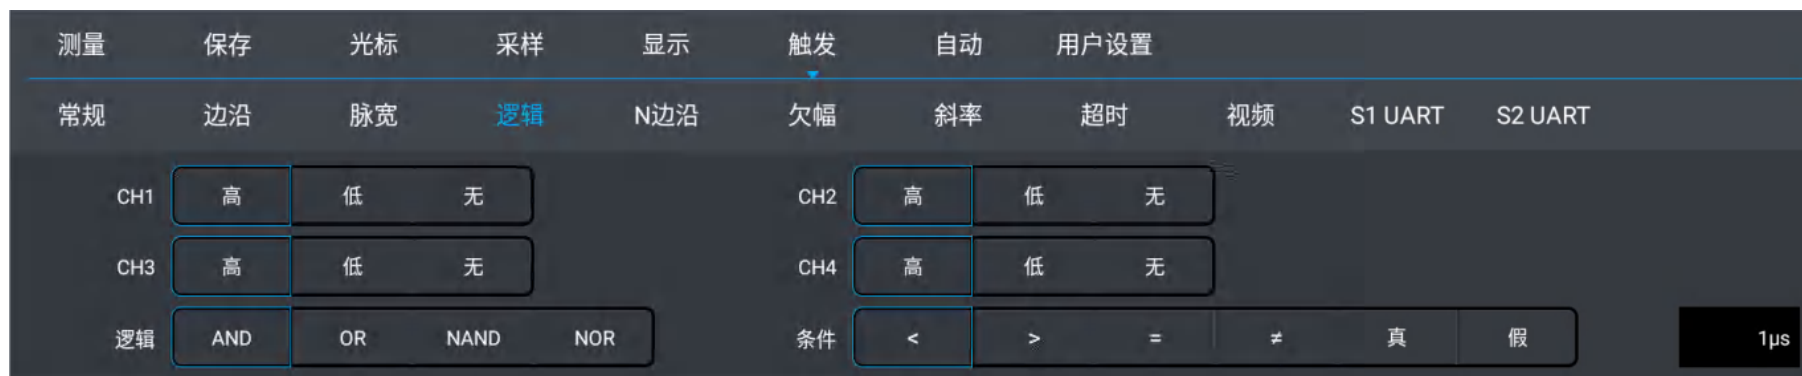 测量 保存 光标 采样 显示 触发 自动 用户设置
常规 边沿 脉宽 逻辑 N边沿 欠幅 斜率 超时 视频 S1 UART S2 UART
CH1 高 低 无 CH2 高 低 无
CH3 高 低 无 CH4 高 低 无
逻辑 AND OR NAND NOR 条件 < > = ≠ 真 假 1μs